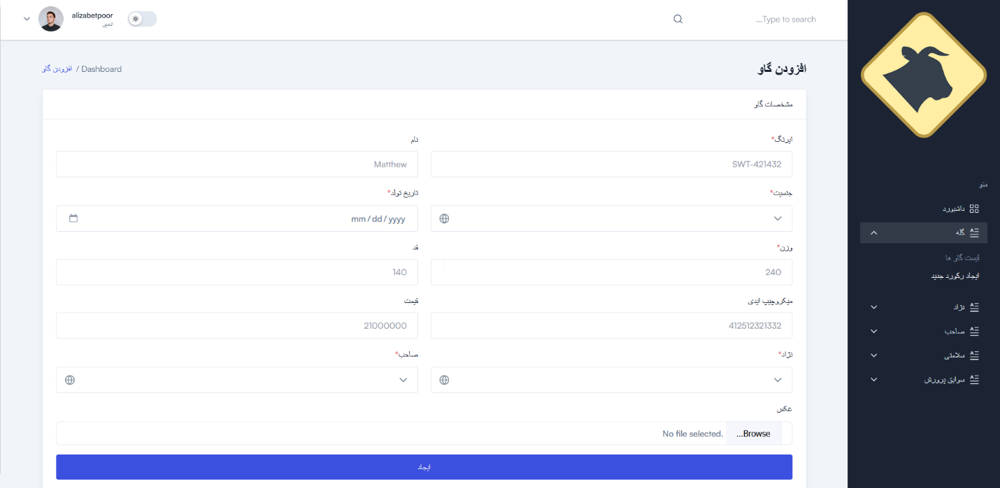 alizabetpoor
ادمین
Type to search...
افزودن گاو
Dashboard / افزودن گاو
مشخصات گاو
ایرتگ*
نام
SWT-421432
Matthew
جنسیت*
تاریخ تولد*
mm / dd / yyyy
وزن*
قد
240
140
میکروچیپ ایدی
قیمت
412512321332
21000000
نژاد*
صاحب*
عکس
Browse...
No file selected.
ایجاد
منو
داشبورد
گله
لیست گاو ها
ایجاد رکورد جدید
نژاد
صاحب
سلامتی
سوابق پرورش